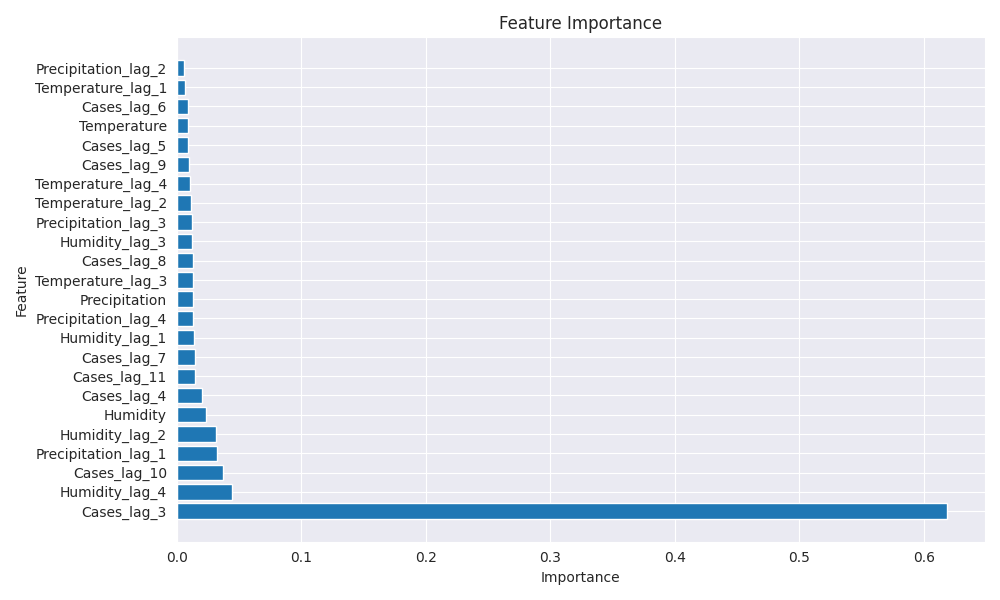 Feature Importance
Precipitation_lag_2
Temperature_lag_1
Cases_lag_6
Temperature
Cases_lag_5
Cases_lag_9
Temperature_lag_4
Temperature_lag_2
Precipitation_lag_3
Humidity_lag_3
Cases_lag_8
Temperature_lag_3
Precipitation
Precipitation_lag_4
Humidity_lag_1
Cases_lag_7
Cases_lag_11
Cases_lag_4
Humidity
Humidity_lag_2
Precipitation_lag_1
Cases_lag_10
Humidity_lag_4
Cases_lag_3
Feature
0.0 0.1 0.2 0.3 0.4 0.5 0.6
Importance